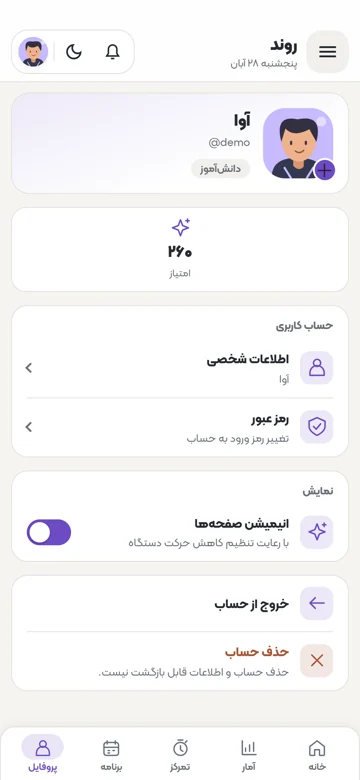 روند
پنجشنبه ۲۸ آبان
آوا
@demo
دانش‌آموز
۲۶۰
امتیاز
حساب کاربری
اطلاعات شخصی
آوا
رمز عبور
تغییر رمز ورود به حساب
نمایش
انیمیشن صفحه‌ها
با رعایت تنظیم کاهش حرکت دستگاه
خروج از حساب
حذف حساب
حذف حساب و اطلاعات قابل بازگشت نیست.
خانه
آمار
تمرکز
برنامه
پروفایل